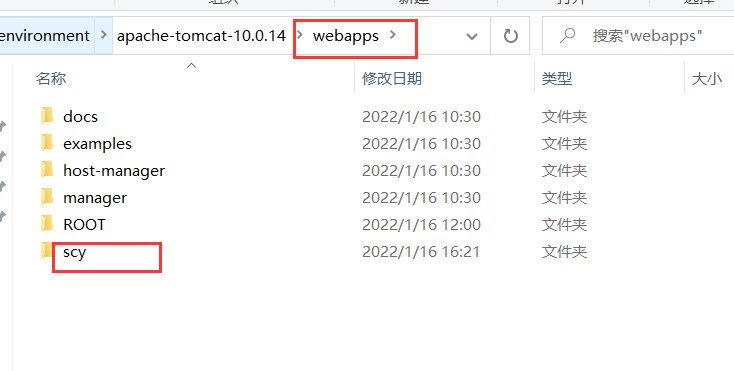 environment > apache-tomcat-10.0.14 > webapps >
搜索"webapps"
名称 修改日期 类型 大小
docs 2022/1/16 10:30 文件夹
examples 2022/1/16 10:30 文件夹
host-manager 2022/1/16 10:30 文件夹
manager 2022/1/16 10:30 文件夹
ROOT 2022/1/16 12:00 文件夹
scy 2022/1/16 16:21 文件夹